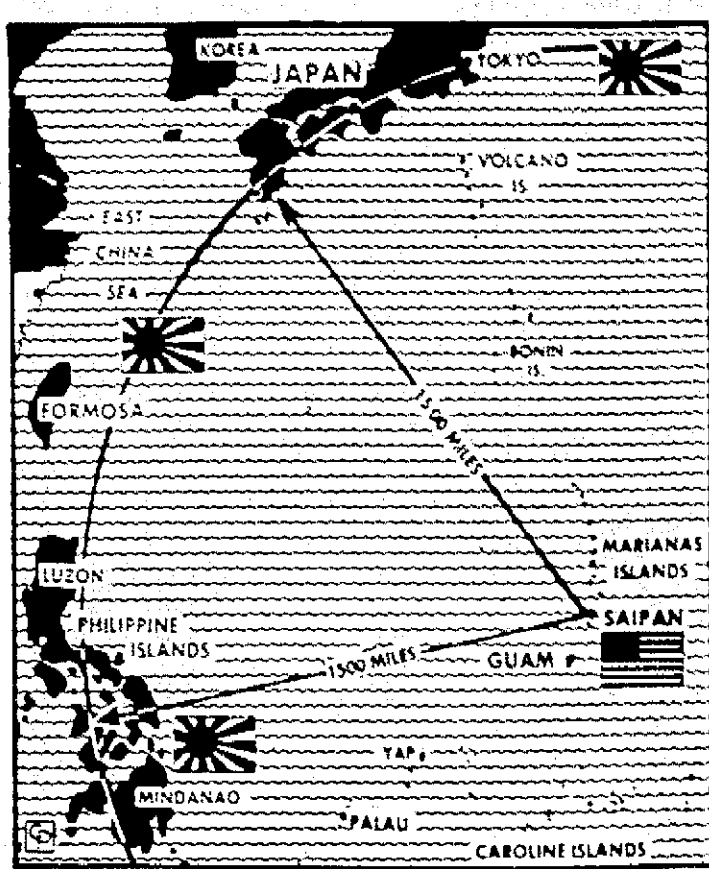 KOREA
JAPAN
TOKYO
VOLCANO
IS.
EAST
CHINA
SEA
BONIN
IS.
FORMOSA
1500 MILES
MARIANAS
ISLANDS
LUZON
SAIPAN
PHILIPPINE
ISLANDS
1500 MILES
GUAM
YAP
MINDANAO
PALAU
CAROLINE ISLANDS